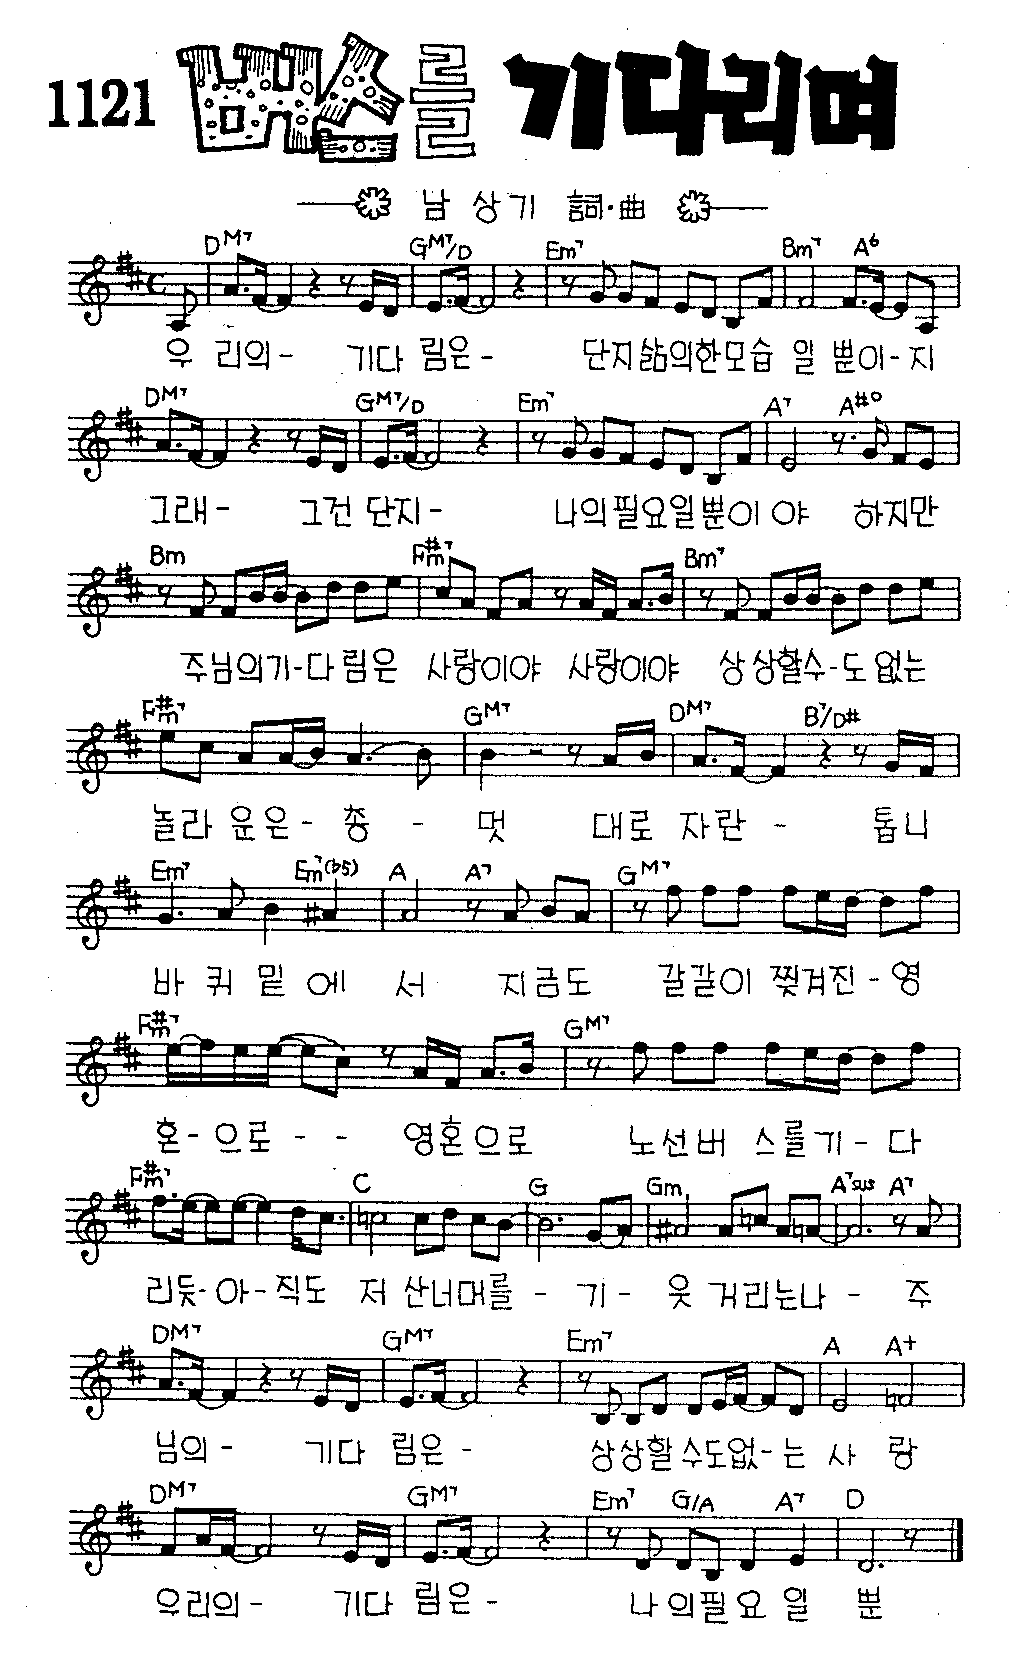 1121 버스를 기다리며
남상기 詞·曲
DM7 GM7/D Em7 Bm7 A6
우 리의- 기다 림은- 단지삶의한모습 일 뿐이-지
DM7 GM7/D Em7 A7 A#o
그래- 그건 단지- 나의필요일뿐이 야 하지만
Bm F#m7 Bm7
주님의기-다림은 사랑이야 사랑이야 상상할수-도없는
F#m7 GM7 DM7 B7/D#
놀라운은- 총 - 멋 대로 자란 - 톱니
Em7 Em7(b5) A A7 GM7
바 퀴 밑 에 서 지금도 갈갈이 찢겨진-영
F#m7 GM7
혼-으로 - - 영혼으로 노선버 스를기-다
F#m7 C G Gm A7sus A7
리듯-아-직도 저 산너머를 - 기- 웃 거리는나 - 주
DM7 GM7 Em7 A A+
님의 - 기다 림은 - 상상할 수도없-는 사 랑
DM7 GM7 Em7 G/A A7 D
우리의- 기다 림은 - 나의필요 일 뿐